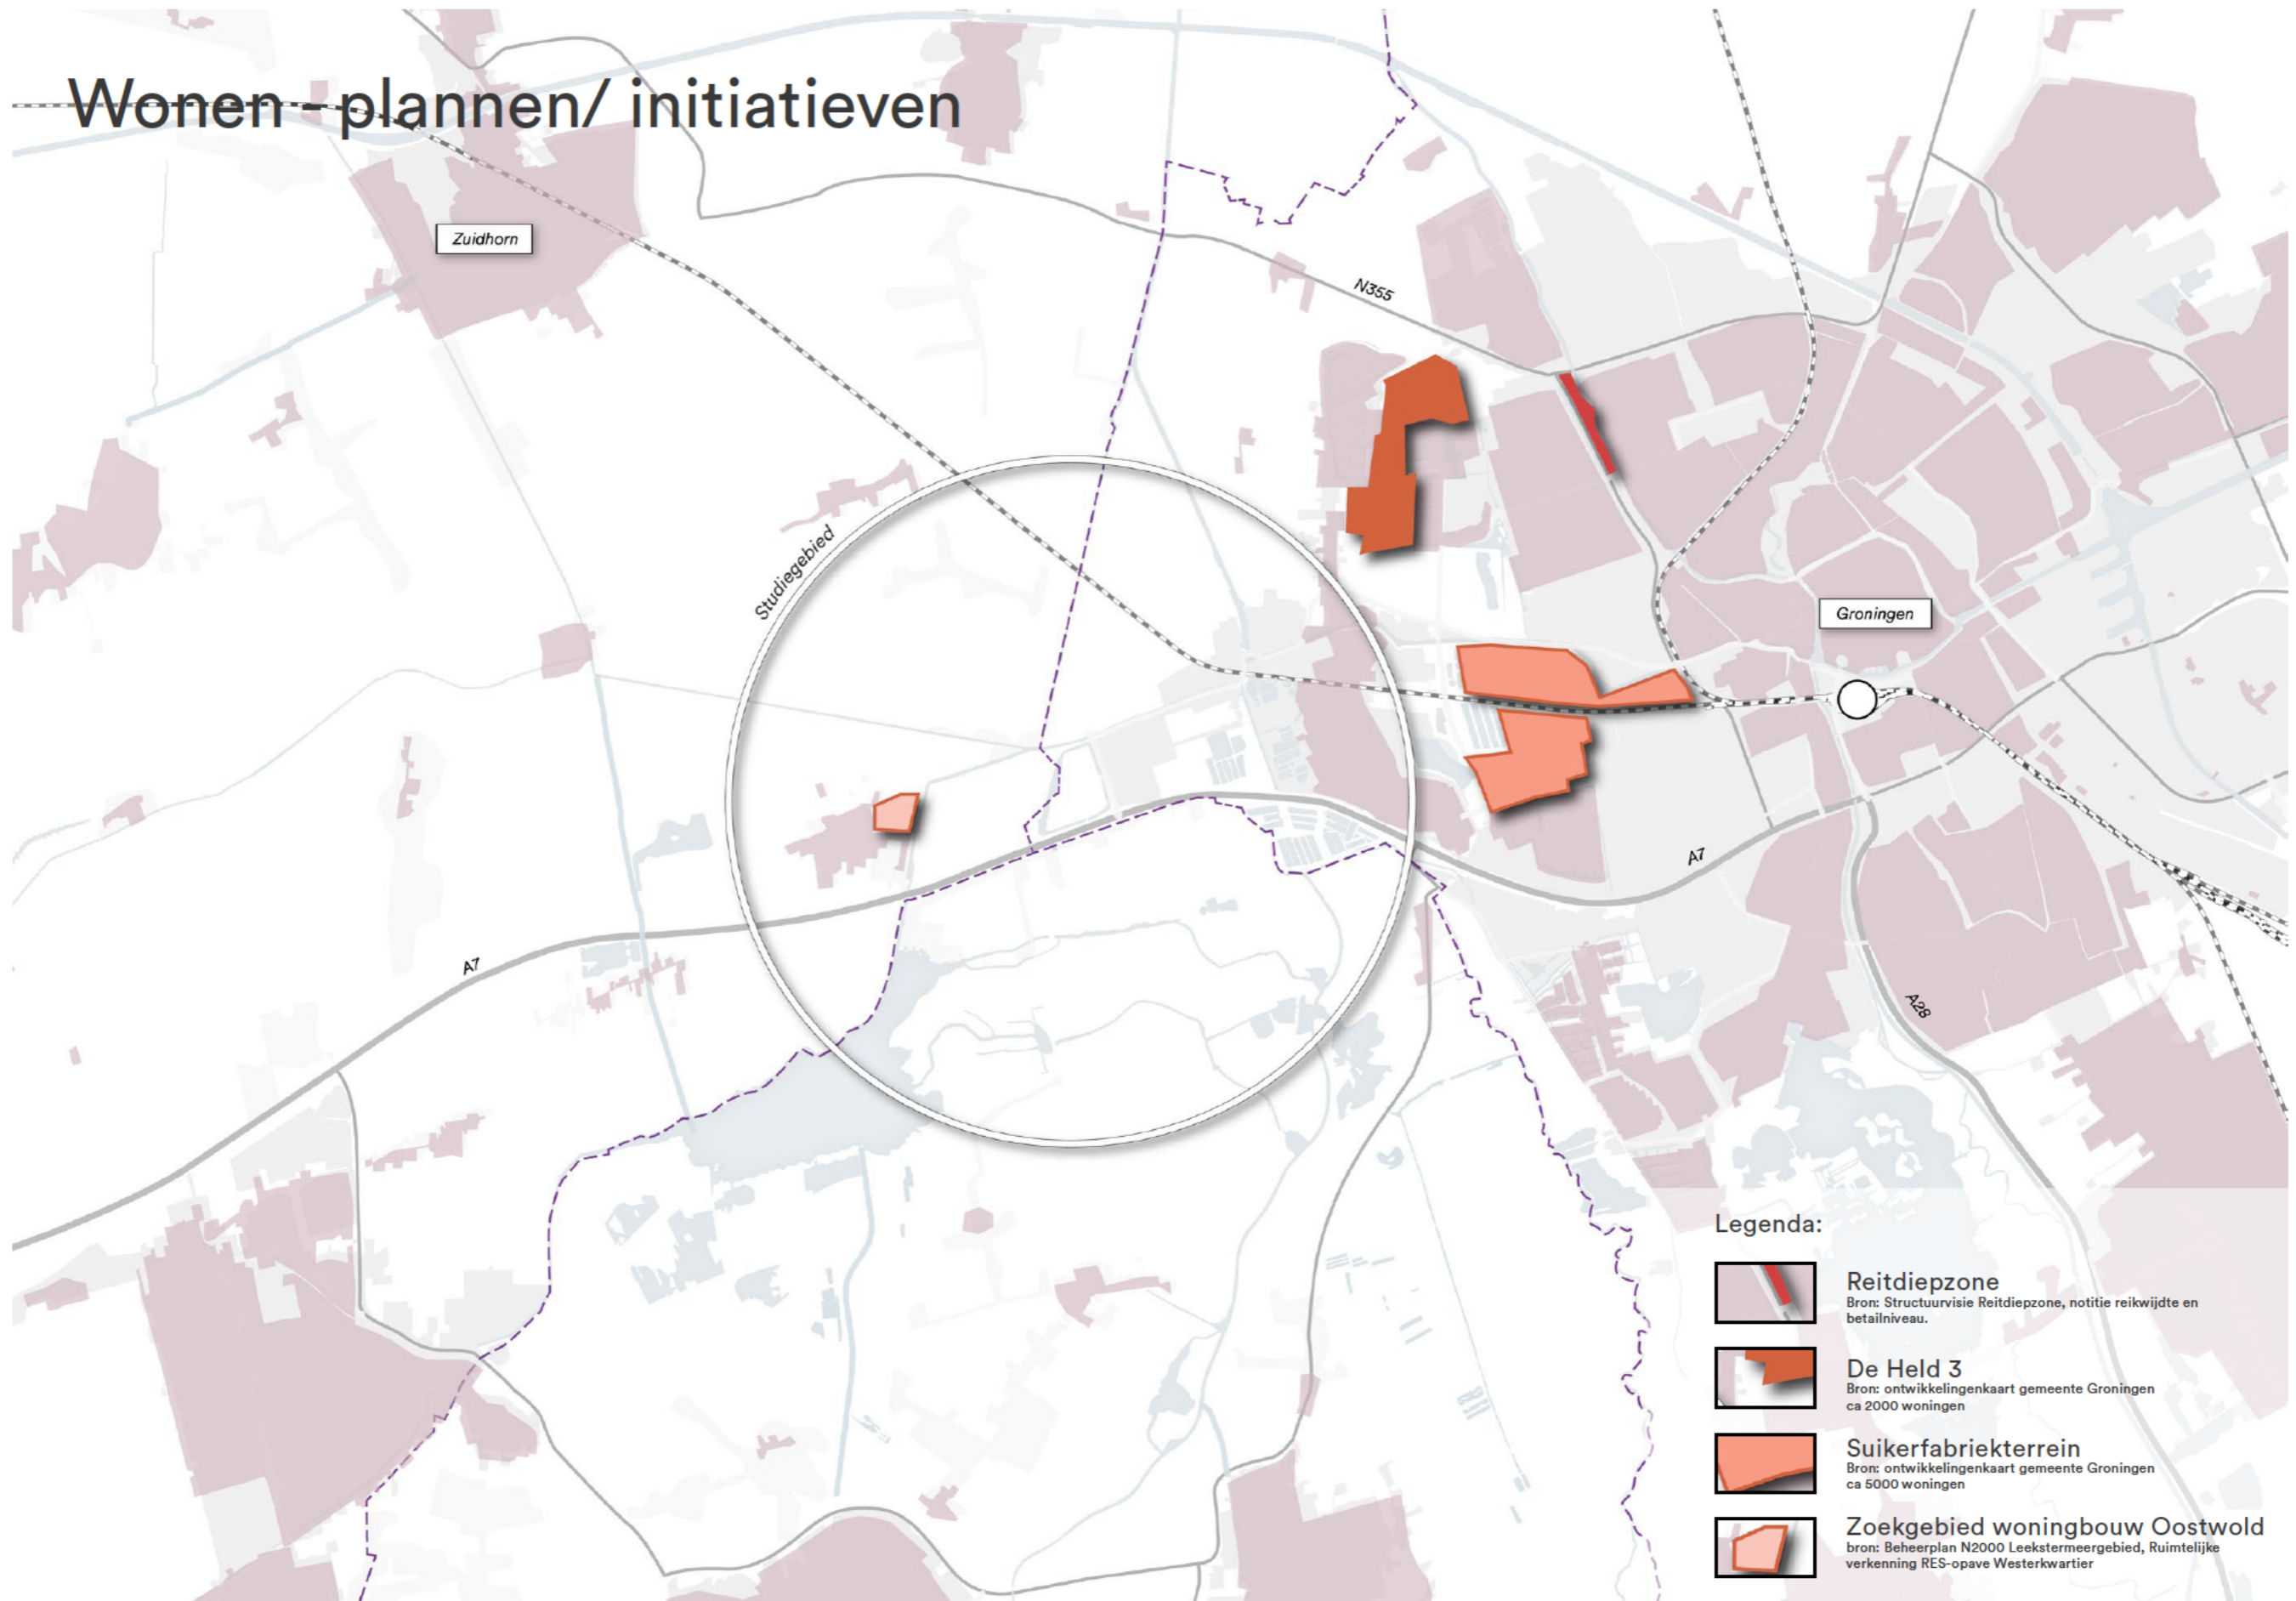 Wonen - plannen/ initiatieven
Zuidhorn
N355
Studiegebied
Groningen
A7
A7
A28
Legenda:
Reitdiepzone
Bron: Structuurvisie Reitdiepzone, notitie reikwijdte en
betailniveau.
De Held 3
Bron: ontwikkelingenkaart gemeente Groningen
ca 2000 woningen
Suikerfabriekterrein
Bron: ontwikkelingenkaart gemeente Groningen
ca 5000 woningen
Zoekgebied woningbouw Oostwold
bron: Beheerplan N2000 Leekstermeergebied, Ruimtelijke
verkenning RES-opave Westerkwartier